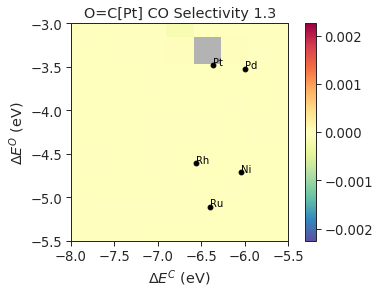 O=C[Pt] CO Selectivity 1.3
−3.0
−3.5
−4.0
−4.5
−5.0
−5.5
ΔE^O (eV)
Pt
Pd
Rh
Ni
Ru
−8.0 −7.5 −7.0 −6.5 −6.0 −5.5
ΔE^C (eV)
0.002
0.001
0.000
−0.001
−0.002